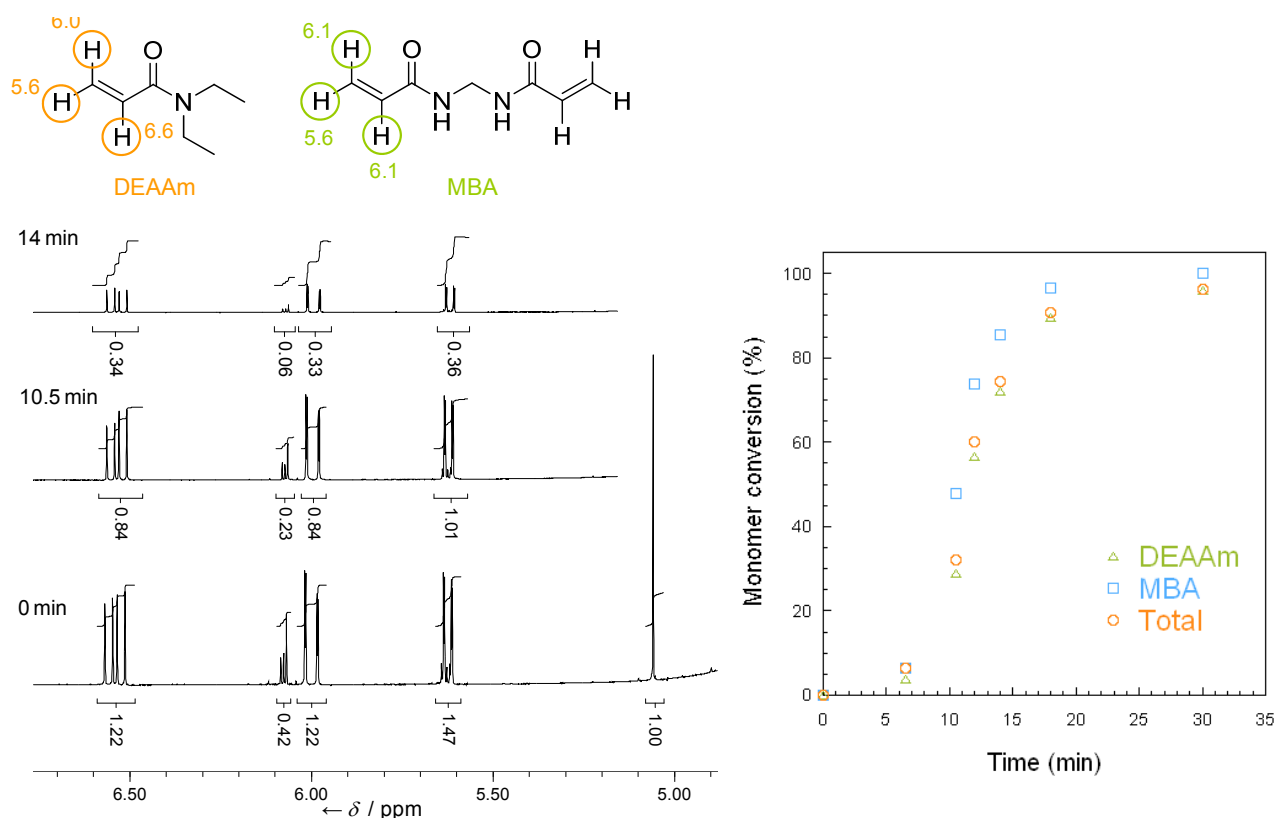 6.0
H
O
5.6
H
N
H
6.6
DEAAm
6.1
H
O
O
H
H
N
N
H
H
H
H
H
5.6
6.1
MBA
14 min
0.34
0.06
0.33
0.36
10.5 min
0.84
0.23
0.84
1.01
0 min
1.22
0.42
1.22
1.47
1.00
6.50
6.00
5.50
5.00
← δ / ppm
Monomer conversion (%)
100
80
60
40
20
0
DEAAm
MBA
Total
0
5
10
15
20
25
30
35
Time (min)